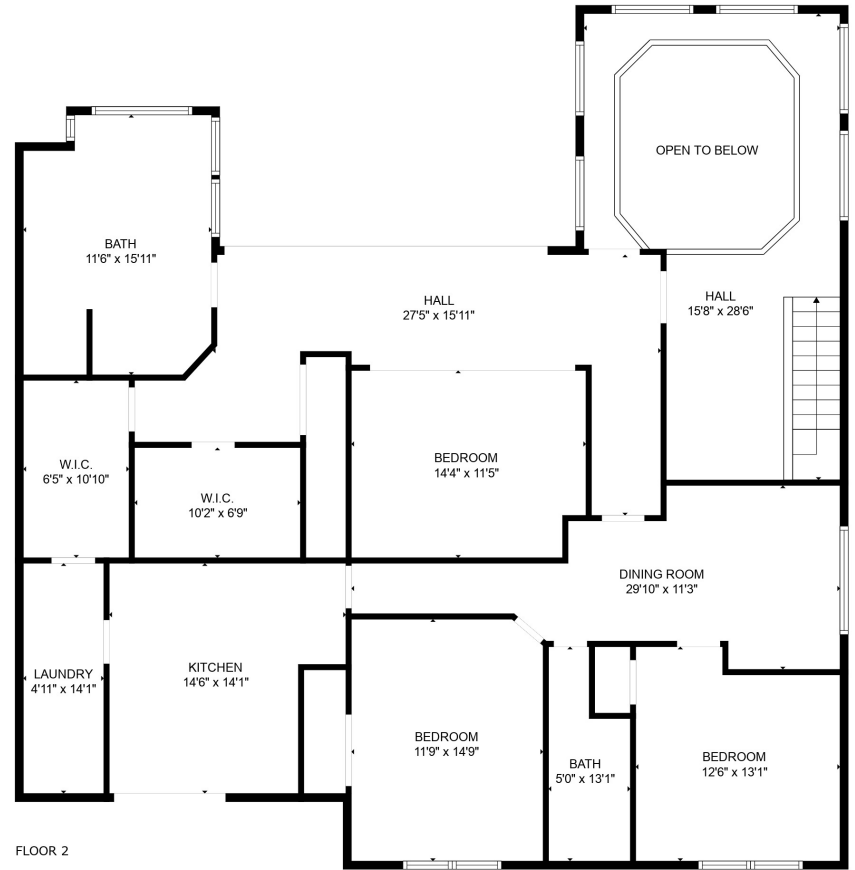 OPEN TO BELOW
BATH
11'6" x 15'11"
HALL
27'5" x 15'11"
HALL
15'8" x 28'6"
BEDROOM
14'4" x 11'5"
W.I.C.
6'5" x 10'10"
W.I.C.
10'2" x 6'9"
DINING ROOM
29'10" x 11'3"
LAUNDRY
4'11" x 14'1"
KITCHEN
14'6" x 14'1"
BEDROOM
11'9" x 14'9"
BATH
5'0" x 13'1"
BEDROOM
12'6" x 13'1"
FLOOR 2